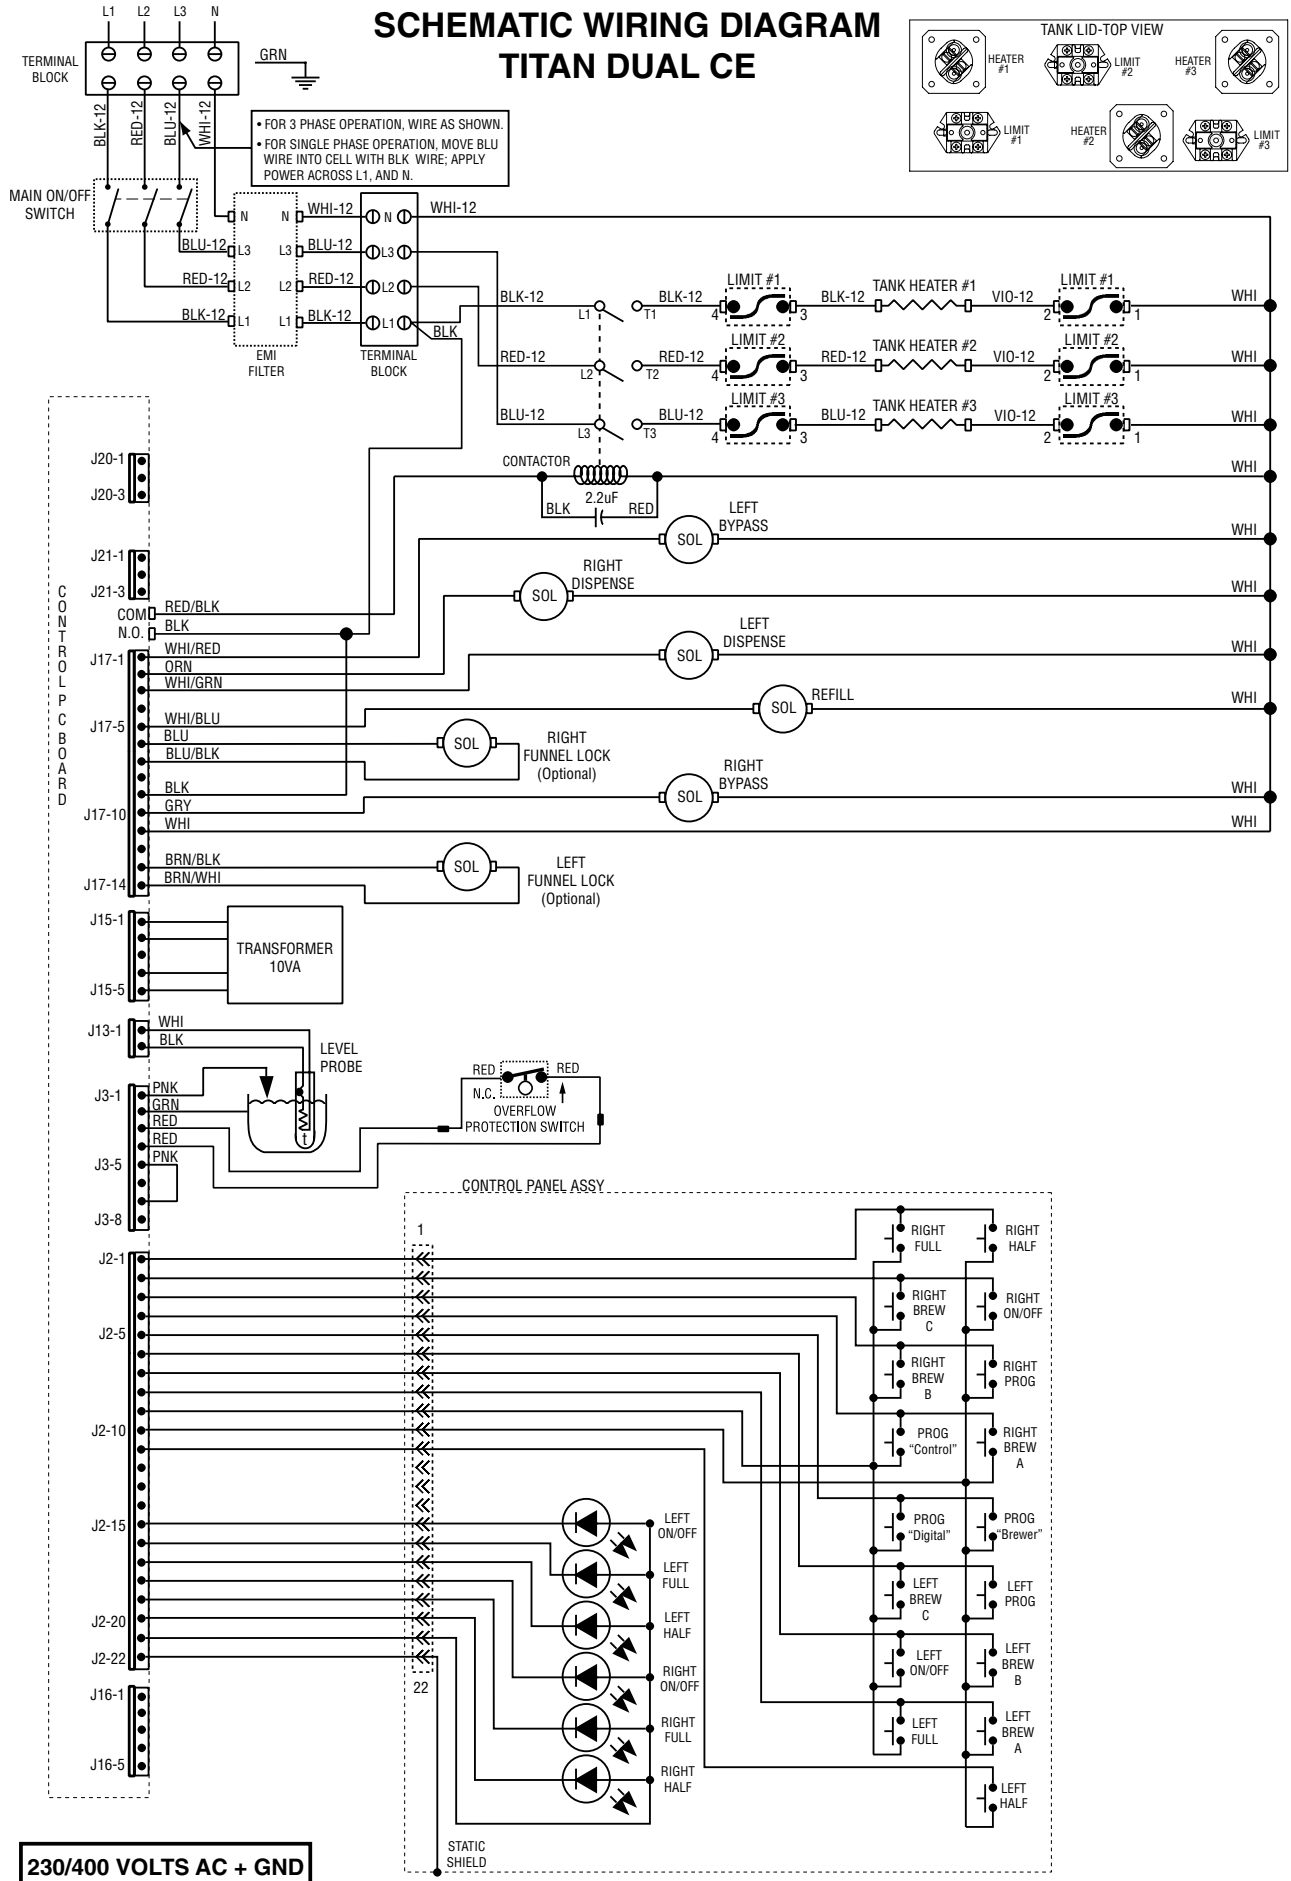 SCHEMATIC WIRING DIAGRAM
TITAN DUAL CE
L1 L2 L3 N
TERMINAL
BLOCK
GRN
BLK-12
RED-12
BLU-12
WHI-12
• FOR 3 PHASE OPERATION, WIRE AS SHOWN.
• FOR SINGLE PHASE OPERATION, MOVE BLU
WIRE INTO CELL WITH BLK WIRE; APPLY
POWER ACROSS L1, AND N.
TANK LID-TOP VIEW
HEATER
#1
LIMIT
#2
HEATER
#3
LIMIT
#1
HEATER
#2
LIMIT
#3
MAIN ON/OFF
SWITCH
N N WHI-12 N WHI-12
BLU-12 L3 L3 BLU-12 L3
RED-12 L2 L2 RED-12 L2
BLK-12 L1 L1 BLK-12 L1
BLK
EMI
FILTER
TERMINAL
BLOCK
LIMIT #1 TANK HEATER #1 LIMIT #1
BLK-12 L1 T1 BLK-12 4 3 BLK-12 VIO-12 2 1 WHI
LIMIT #2 TANK HEATER #2 LIMIT #2
RED-12 L2 T2 RED-12 4 3 RED-12 VIO-12 2 1 WHI
LIMIT #3 TANK HEATER #3 LIMIT #3
BLU-12 L3 T3 BLU-12 4 3 BLU-12 VIO-12 2 1 WHI
CONTACTOR WHI
2.2uF
BLK RED
CONTROL PC BOARD
J20-1
J20-3
J21-1
J21-3
COM RED/BLK
N.O. BLK
SOL LEFT
BYPASS
WHI
SOL RIGHT
DISPENSE
WHI
SOL LEFT
DISPENSE
WHI
SOL REFILL
WHI
J17-1 WHI/RED
ORN
WHI/GRN
J17-5 WHI/BLU
BLU
BLU/BLK
SOL RIGHT
FUNNEL LOCK
(Optional)
BLK
J17-10 GRY
WHI
SOL RIGHT
BYPASS
WHI
WHI
BRN/BLK
J17-14 BRN/WHI
SOL LEFT
FUNNEL LOCK
(Optional)
J15-1
J15-5
TRANSFORMER
10VA
J13-1 WHI
BLK
LEVEL
PROBE
t
J3-1 PNK
GRN
RED
RED
J3-5 PNK
J3-8
RED RED
N.C.
OVERFLOW
PROTECTION SWITCH
CONTROL PANEL ASSY
1
22
J2-1
J2-5
J2-10
J2-15
J2-20
J2-22
J16-1
J16-5
RIGHT
FULL
RIGHT
HALF
RIGHT
BREW
C
RIGHT
ON/OFF
RIGHT
BREW
B
RIGHT
PROG
PROG
“Control”
RIGHT
BREW
A
PROG
“Digital”
PROG
“Brewer”
LEFT
BREW
C
LEFT
PROG
LEFT
ON/OFF
LEFT
BREW
B
LEFT
FULL
LEFT
BREW
A
LEFT
HALF
LEFT
ON/OFF
LEFT
FULL
LEFT
HALF
RIGHT
ON/OFF
RIGHT
FULL
RIGHT
HALF
STATIC
SHIELD
230/400 VOLTS AC + GND